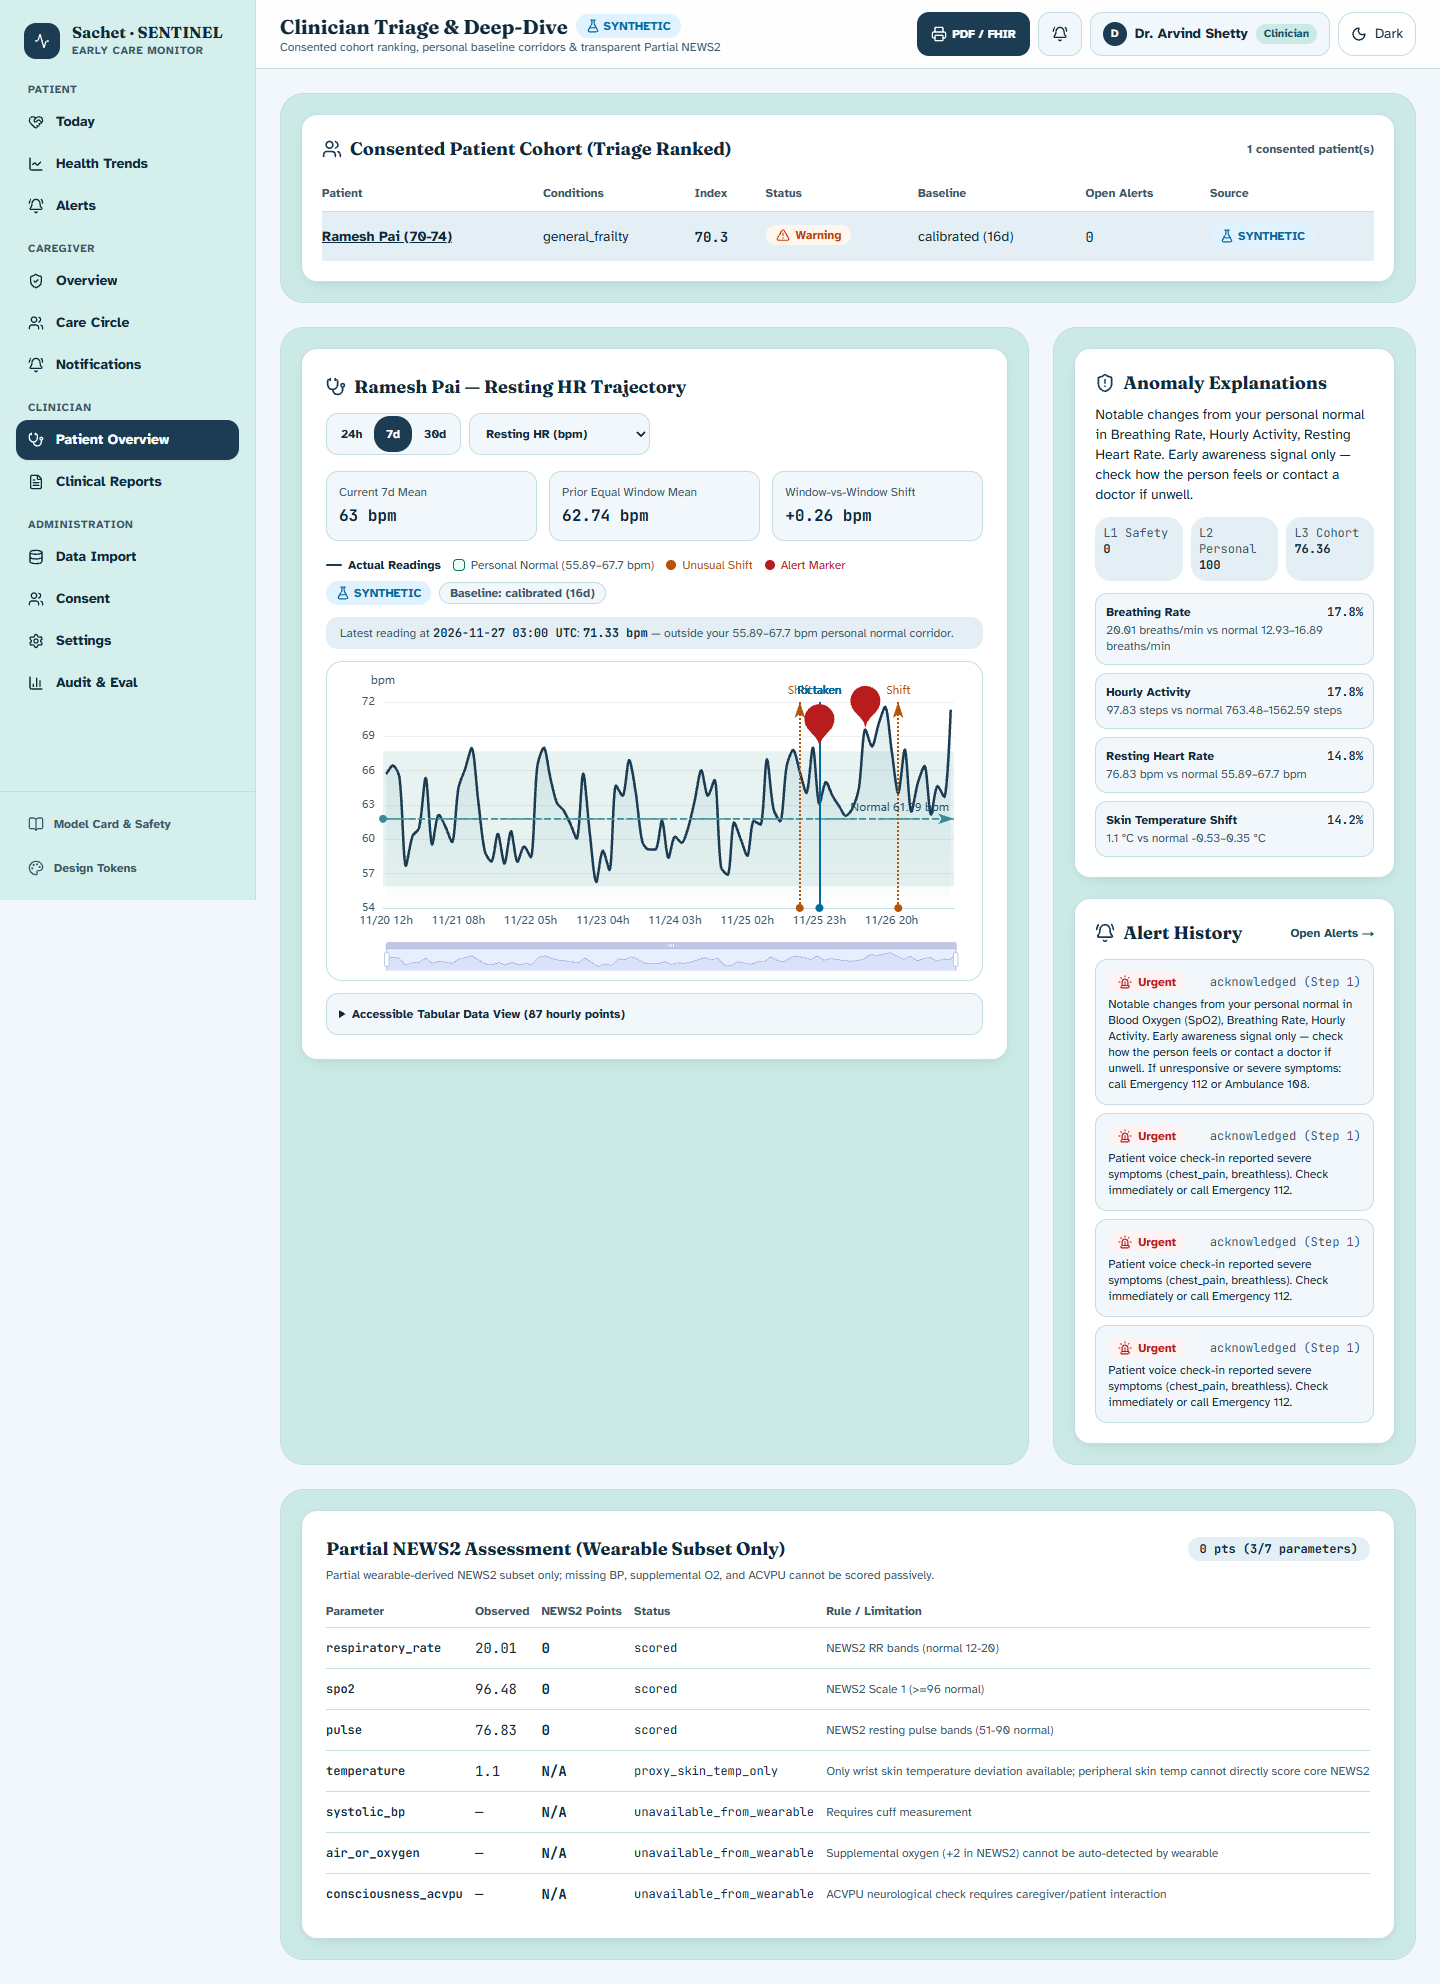 Sachet · SENTINEL
EARLY CARE MONITOR
PATIENT
Today
Health Trends
Alerts
CAREGIVER
Overview
Care Circle
Notifications
CLINICIAN
Patient Overview
Clinical Reports
ADMINISTRATION
Data Import
Consent
Settings
Audit & Eval
Model Card & Safety
Design Tokens
Clinician Triage & Deep-Dive
SYNTHETIC
Consented cohort ranking, personal baseline corridors & transparent Partial NEWS2
PDF / FHIR
D Dr. Arvind Shetty Clinician
Dark
Consented Patient Cohort (Triage Ranked)
1 consented patient(s)
Patient Conditions Index Status Baseline Open Alerts Source
Ramesh Pai (70-74) general_frailty 70.3 Warning calibrated (16d) 0 SYNTHETIC
Ramesh Pai — Resting HR Trajectory
24h 7d 30d Resting HR (bpm)
Current 7d Mean
63 bpm
Prior Equal Window Mean
62.74 bpm
Window-vs-Window Shift
+0.26 bpm
Actual Readings Personal Normal (55.89–67.7 bpm) Unusual Shift Alert Marker
SYNTHETIC Baseline: calibrated (16d)
Latest reading at 2026-11-27 03:00 UTC: 71.33 bpm — outside your 55.89–67.7 bpm personal normal corridor.
bpm
72
69
66
63
60
57
54
Shift
Rx taken
Shift
Normal 61.79 bpm
11/20 12h 11/21 08h 11/22 05h 11/23 04h 11/24 03h 11/25 02h 11/25 23h 11/26 20h
Accessible Tabular Data View (87 hourly points)
Anomaly Explanations
Notable changes from your personal normal
in Breathing Rate, Hourly Activity, Resting
Heart Rate. Early awareness signal only —
check how the person feels or contact a
doctor if unwell.
L1 Safety
0
L2
Personal
100
L3 Cohort
76.36
Breathing Rate 17.8%
20.01 breaths/min vs normal 12.93–16.89
breaths/min
Hourly Activity 17.8%
97.83 steps vs normal 763.48–1562.59 steps
Resting Heart Rate 14.8%
76.83 bpm vs normal 55.89–67.7 bpm
Skin Temperature Shift 14.2%
1.1 °C vs normal -0.53–0.35 °C
Alert History
Open Alerts →
Urgent acknowledged (Step 1)
Notable changes from your personal normal in
Blood Oxygen (SpO2), Breathing Rate, Hourly
Activity. Early awareness signal only — check
how the person feels or contact a doctor if
unwell. If unresponsive or severe symptoms:
call Emergency 112 or Ambulance 108.
Urgent acknowledged (Step 1)
Patient voice check-in reported severe
symptoms (chest_pain, breathless). Check
immediately or call Emergency 112.
Urgent acknowledged (Step 1)
Patient voice check-in reported severe
symptoms (chest_pain, breathless). Check
immediately or call Emergency 112.
Urgent acknowledged (Step 1)
Patient voice check-in reported severe
symptoms (chest_pain, breathless). Check
immediately or call Emergency 112.
Partial NEWS2 Assessment (Wearable Subset Only)
0 pts (3/7 parameters)
Partial wearable-derived NEWS2 subset only; missing BP, supplemental O2, and ACVPU cannot be scored passively.
Parameter Observed NEWS2 Points Status Rule / Limitation
respiratory_rate 20.01 0 scored NEWS2 RR bands (normal 12-20)
spo2 96.48 0 scored NEWS2 Scale 1 (>=96 normal)
pulse 76.83 0 scored NEWS2 resting pulse bands (51-90 normal)
temperature 1.1 N/A proxy_skin_temp_only Only wrist skin temperature deviation available; peripheral skin temp cannot directly score core NEWS2
systolic_bp — N/A unavailable_from_wearable Requires cuff measurement
air_or_oxygen — N/A unavailable_from_wearable Supplemental oxygen (+2 in NEWS2) cannot be auto-detected by wearable
consciousness_acvpu — N/A unavailable_from_wearable ACVPU neurological check requires caregiver/patient interaction